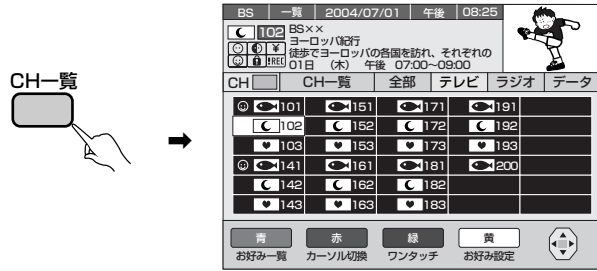 CH一覧
BS 一覧 2004/07/01 午後 08:25
102 BS××
ヨーロッパ紀行
徒歩でヨーロッパの各国を訪れ、それぞれの
!REC 01日 (木) 午後 07:00~09:00
CH CH一覧 全部 テレビ ラジオ データ
101 151 171 191
102 152 172 192
103 153 173 193
141 161 181 200
142 162 182
143 163 183
青 赤 緑 黄
お好み一覧 カーソル切換 ワンタッチ お好み設定